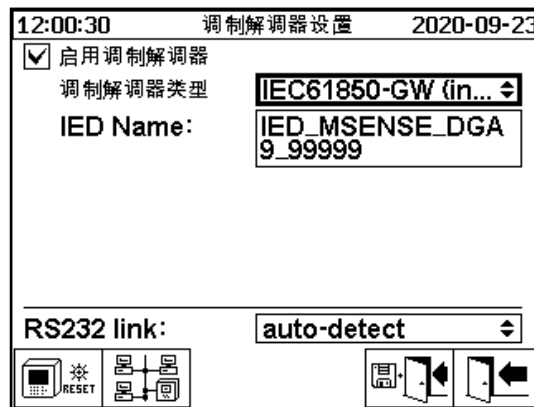 12:00:30 调制解调器设置 2020-09-23
启用调制解调器
调制解调器类型 IEC61850-GW (in...
IED Name: IED_MSENSE_DGA
9_99999
RS232 link: auto-detect
RESET